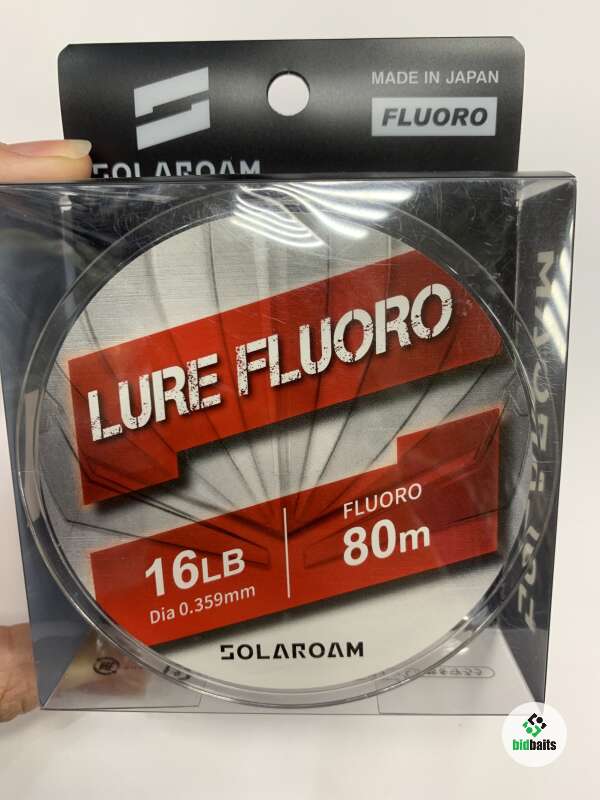 MADE IN JAPAN
FLUORO
SOLAROAM
LURE FLUORO
16LB
Dia 0.359mm
FLUORO
80m
SOLAROAM
bidbaits